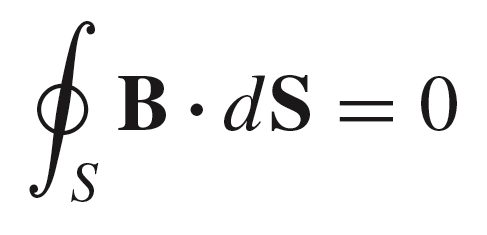 ∮_S 𝐁 · d𝐒 = 0